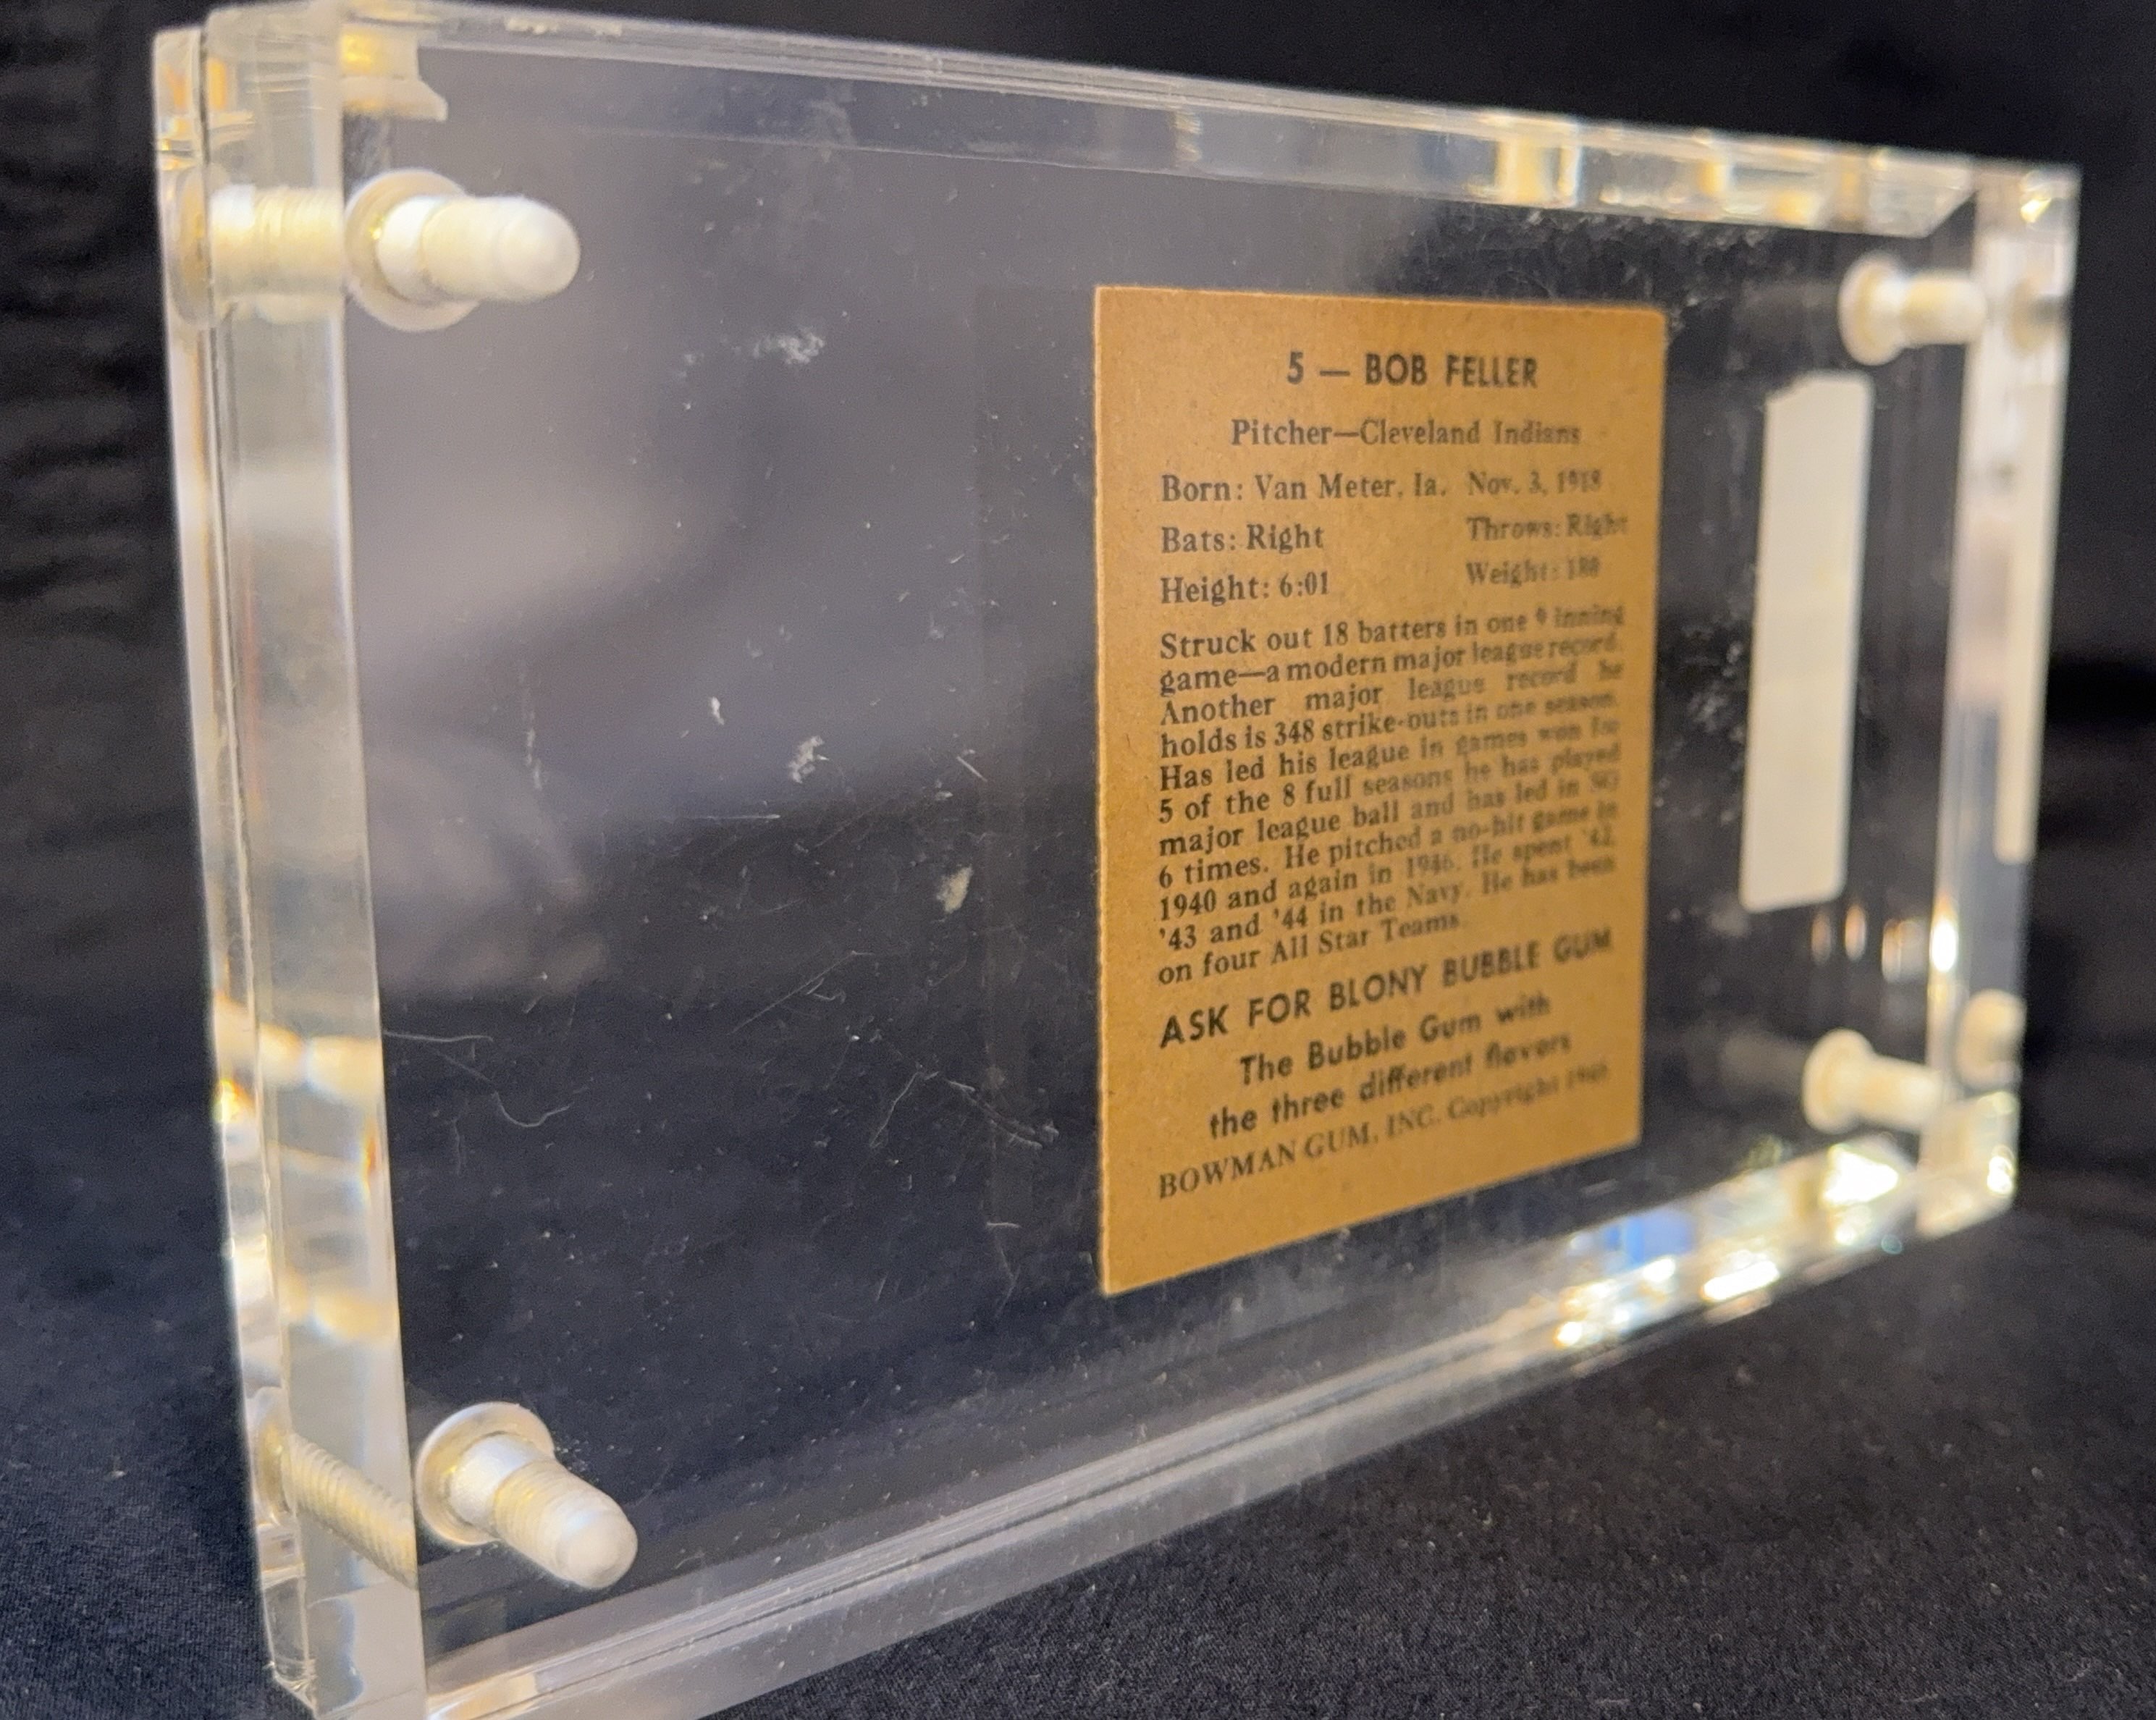 5 — BOB FELLER
Pitcher—Cleveland Indians
Born: Van Meter, Ia. Nov. 3, 1918
Bats: Right Throws: Right
Height: 6:01 Weight: 180
Struck out 18 batters in one 9 inning
game—a modern major league record.
Another major league record he
holds is 348 strike-outs in one season.
Has led his league in games won for
5 of the 8 full seasons he has played
major league ball and has led in SO
6 times. He pitched a no-hit game in
1940 and again in 1946. He spent '42,
'43 and '44 in the Navy. He has been
on four All Star Teams.
ASK FOR BLONY BUBBLE GUM
The Bubble Gum with
the three different flavors
BOWMAN GUM, INC. Copyright 1948